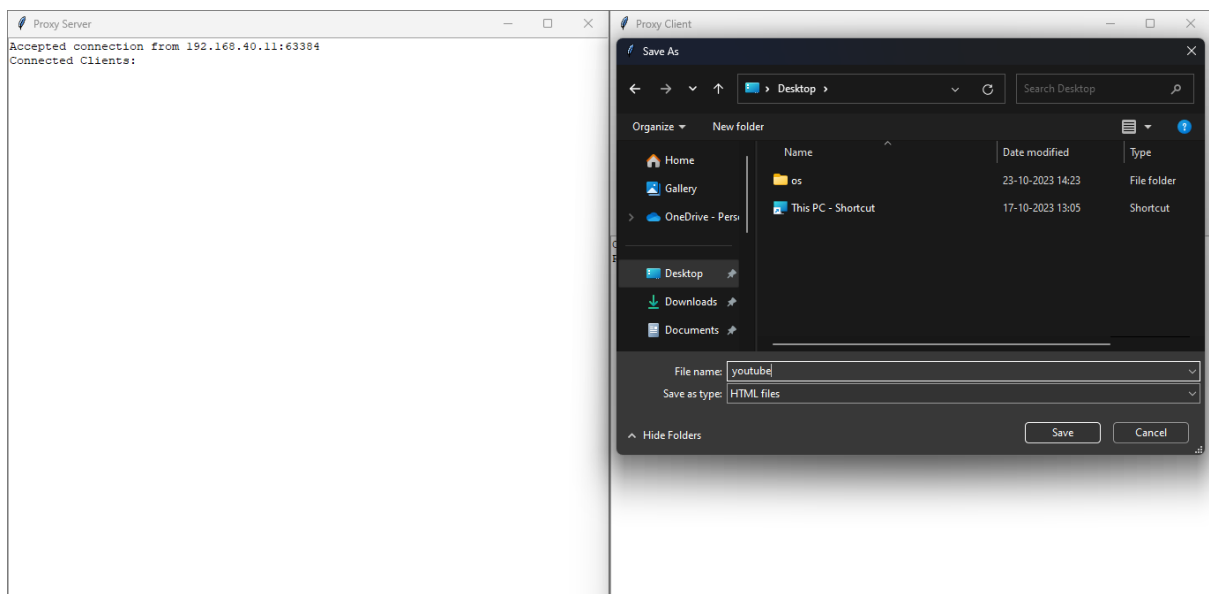 Proxy Server
Accepted connection from 192.168.40.11:63384
Connected Clients:
Proxy Client
Save As
Desktop
Search Desktop
Organize
New folder
Name
Date modified
Type
Home
Gallery
OneDrive - Pers
Desktop
Downloads
Documents
os
23-10-2023 14:23
File folder
This PC - Shortcut
17-10-2023 13:05
Shortcut
File name: youtube
Save as type: HTML files
Hide Folders
Save
Cancel